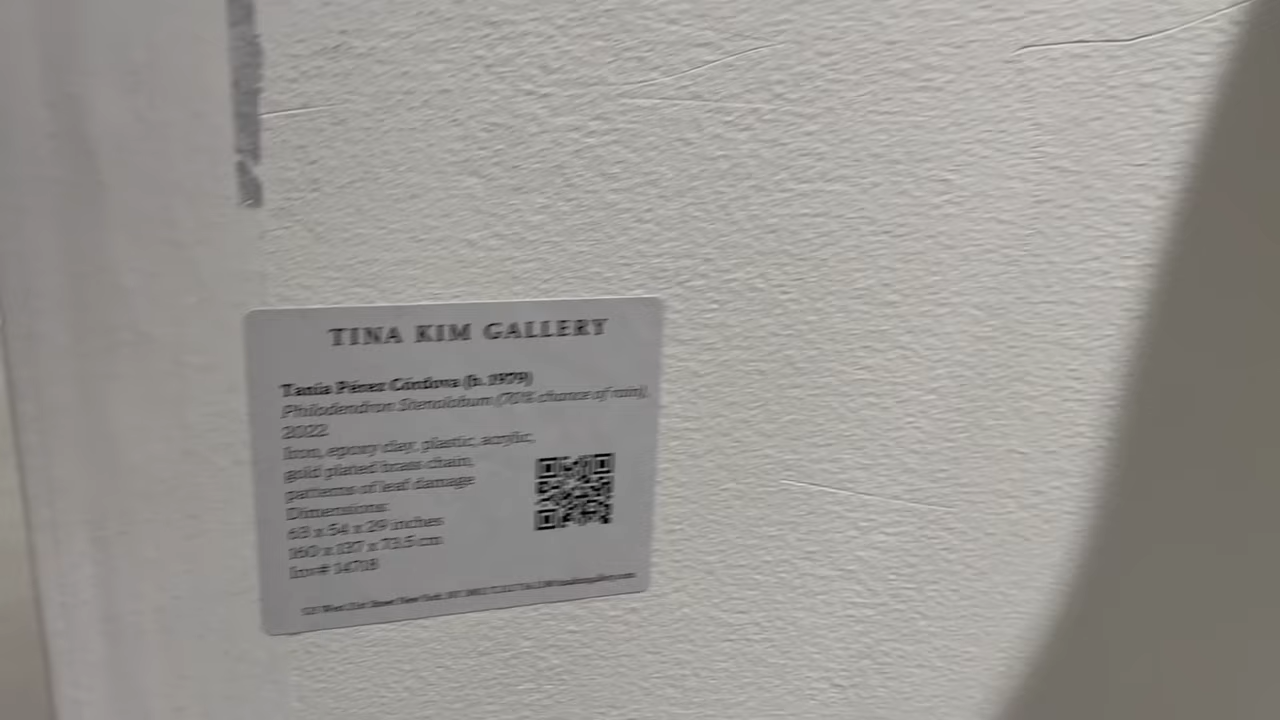 TINA KIM GALLERY
Tania Pérez Córdova (b. 1979)
Philodendron Stenolobum (70% chance of rain),
2022
Iron, epoxy clay, plastic, acrylic,
gold plated brass chain,
patterns of leaf damage
Dimensions:
63 x 54 x 29 inches
160 x 137 x 73.5 cm
Inv# 14718